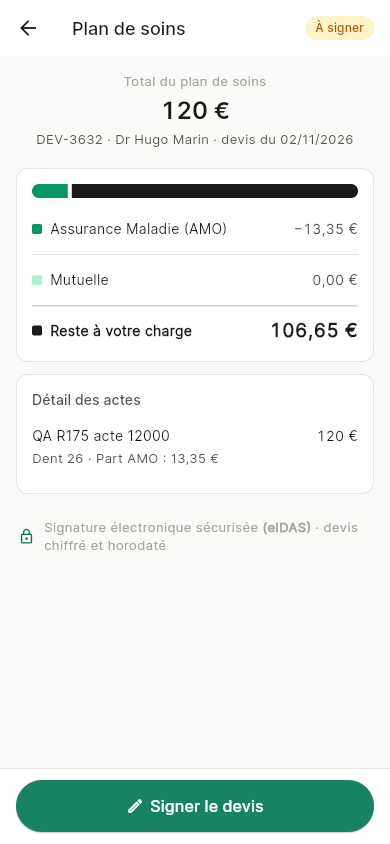 Plan de soins
À signer
Total du plan de soins
120 €
DEV-3632 · Dr Hugo Marin · devis du 02/11/2026
Assurance Maladie (AMO) −13,35 €
Mutuelle 0,00 €
Reste à votre charge 106,65 €
Détail des actes
QA R175 acte 12000 120 €
Dent 26 · Part AMO : 13,35 €
Signature électronique sécurisée (eIDAS) · devis
chiffré et horodaté
Signer le devis